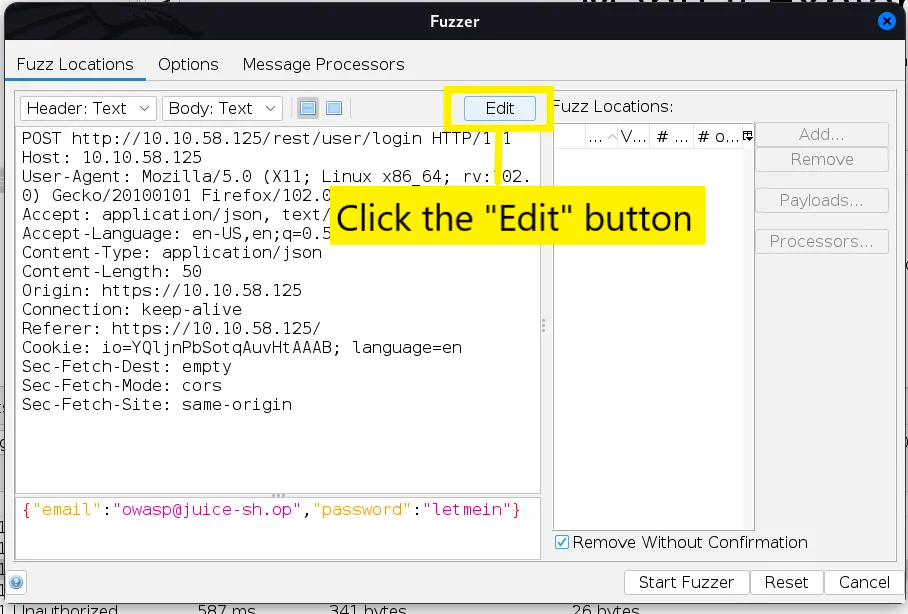 Fuzzer
Fuzz Locations Options Message Processors
Header: Text Body: Text Edit Fuzz Locations:
POST http://10.10.58.125/rest/user/login HTTP/1.1
Host: 10.10.58.125
User-Agent: Mozilla/5.0 (X11; Linux x86_64; rv:102.
0) Gecko/20100101 Firefox/102.0
Accept: application/json, text/
Accept-Language: en-US,en;q=0.5
Content-Type: application/json
Content-Length: 50
Origin: https://10.10.58.125
Connection: keep-alive
Referer: https://10.10.58.125/
Cookie: io=YQljnPbSotqAuvHtAAAB; language=en
Sec-Fetch-Dest: empty
Sec-Fetch-Mode: cors
Sec-Fetch-Site: same-origin
Click the "Edit" button
{"email":"owasp@juice-sh.op","password":"letmein"}
... V... # ... # o...
Add...
Remove
Payloads...
Processors...
Remove Without Confirmation
Start Fuzzer Reset Cancel
1 Unauthorized 587 ms 341 bytes 26 bytes